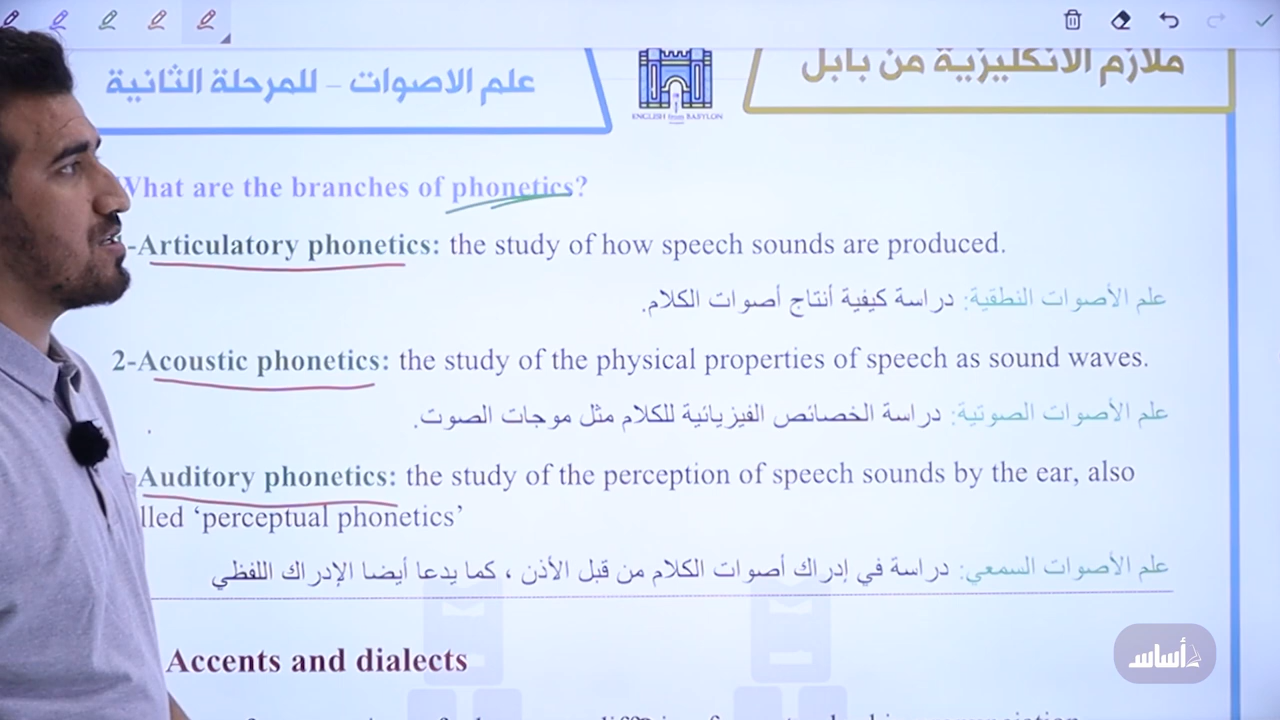 علم الاصوات – للمرحلة الثانية
ENGLISH from BABYLON
ملازم الانكليزية من بابل
What are the branches of phonetics?
-Articulatory phonetics: the study of how speech sounds are produced.
علم الأصوات النطقية: دراسة كيفية أنتاج أصوات الكلام.
2-Acoustic phonetics: the study of the physical properties of speech as sound waves.
علم الأصوات الصوتية: دراسة الخصائص الفيزيائية للكلام مثل موجات الصوت.
Auditory phonetics: the study of the perception of speech sounds by the ear, also
lled ‘perceptual phonetics’
علم الأصوات السمعي: دراسة في إدراك أصوات الكلام من قبل الأذن ، كما يدعا أيضا الإدراك اللفظي
Accents and dialects
أساس